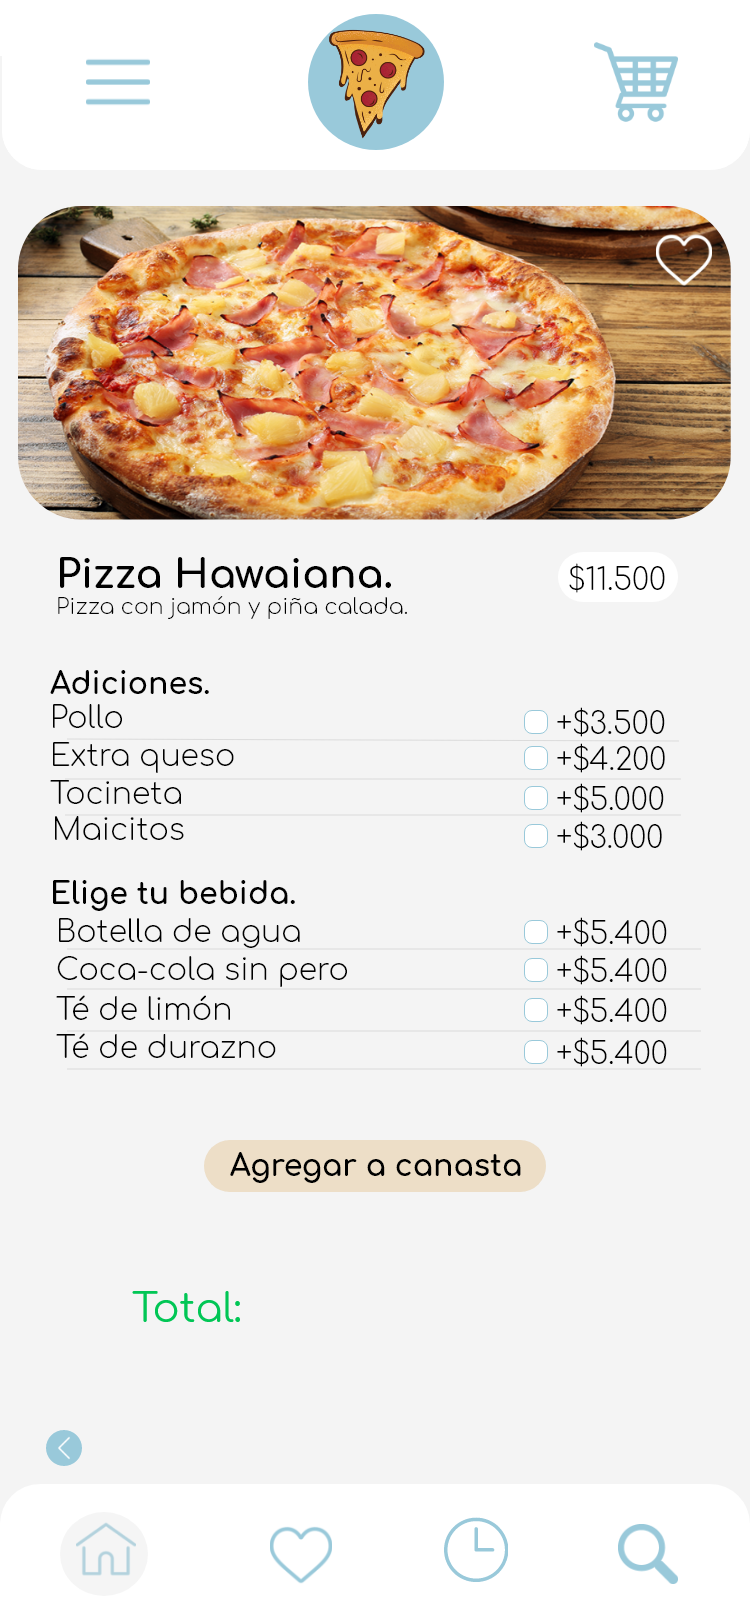 Pizza Hawaiana.
$11.500
Pizza con jamón y piña calada.
Adiciones.
Pollo +$3.500
Extra queso +$4.200
Tocineta +$5.000
Maicitos +$3.000
Elige tu bebida.
Botella de agua +$5.400
Coca-cola sin pero +$5.400
Té de limón +$5.400
Té de durazno +$5.400
Agregar a canasta
Total: